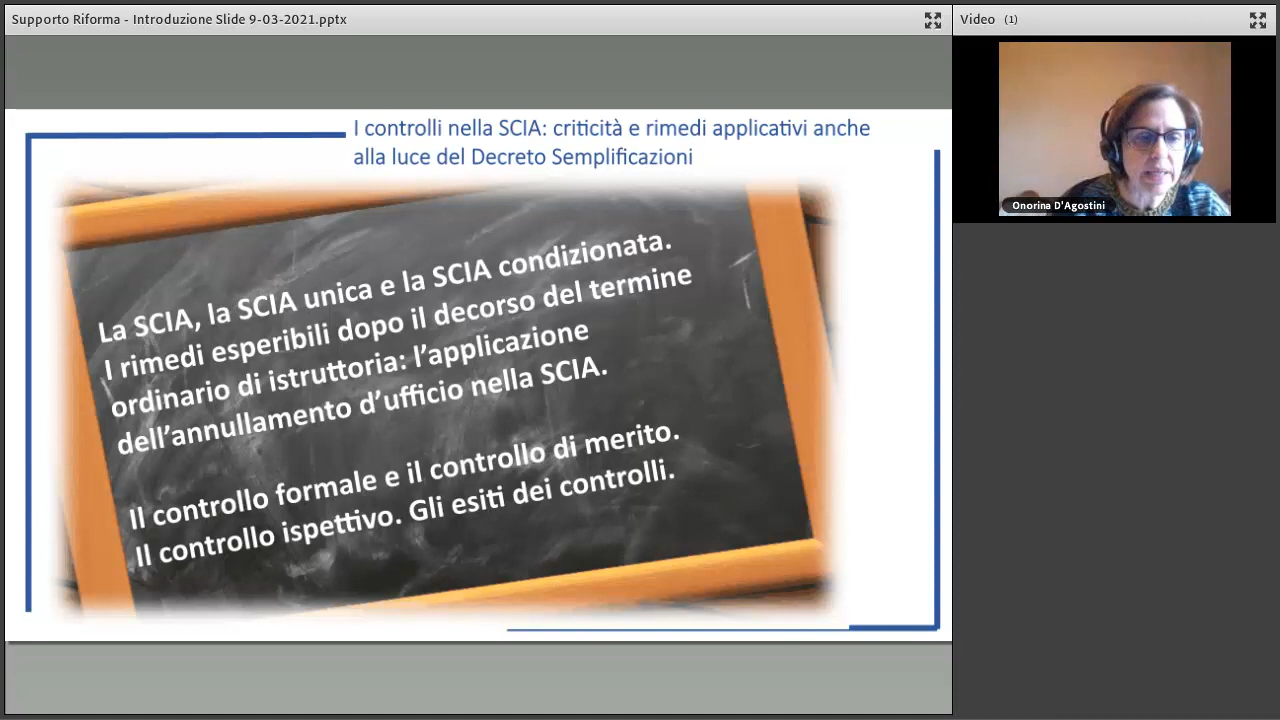 Supporto Riforma - Introduzione Slide 9-03-2021.pptx
Video (1)
I controlli nella SCIA: criticità e rimedi applicativi anche
alla luce del Decreto Semplificazioni
La SCIA, la SCIA unica e la SCIA condizionata.
I rimedi esperibili dopo il decorso del termine
ordinario di istruttoria: l’applicazione
dell’annullamento d’ufficio nella SCIA.
Il controllo formale e il controllo di merito.
Il controllo ispettivo. Gli esiti dei controlli.
Onorina D'Agostini